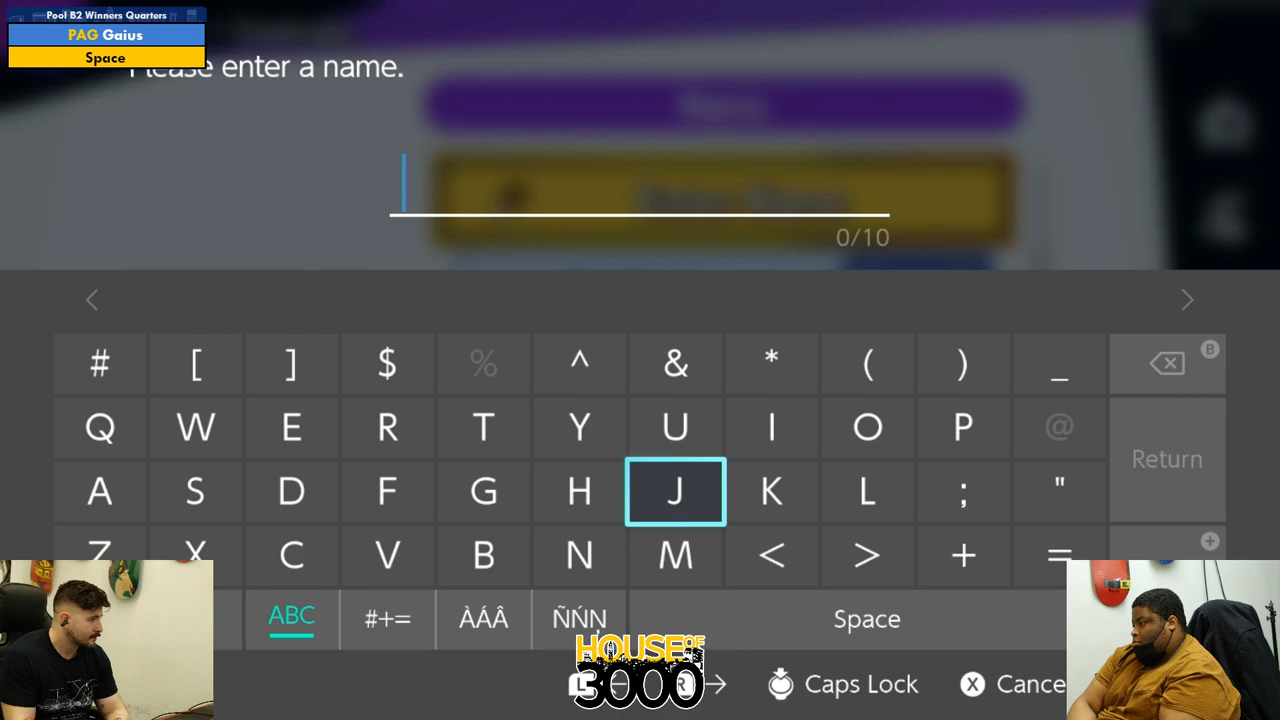 Pool B2 Winners Quarters
PAG Gaius
Space
Please enter a name.
0/10
# [ ] $ % ^ & * ( ) _ B
Q W E R T Y U I O P @
Return
A S D F G H J K L ; "
Z X C V B N M < > + = +
ABC #+= ÀÁÂ ÑŃŅ Space
HOUSE OF
3000
L R → Caps Lock X Cance